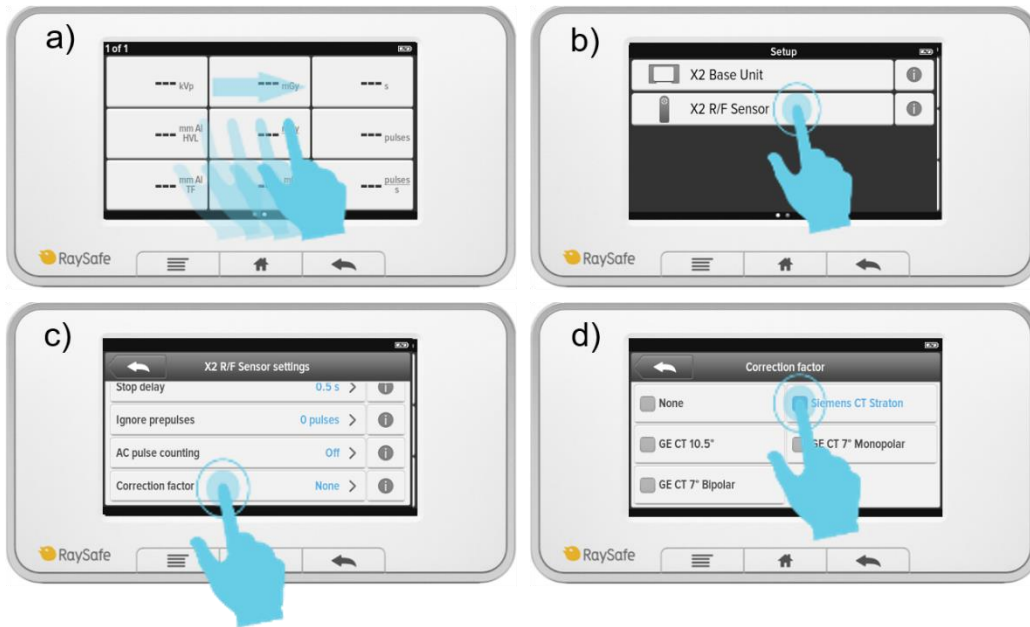 a)
1 of 1
--- kVp
--- mGy
--- s
--- mm Al HVL
---
--- pulses
--- mm Al TF
---
--- pulses s
RaySafe
b)
Setup
X2 Base Unit
X2 R/F Sensor
RaySafe
c)
X2 R/F Sensor settings
Stop delay 0.5 s >
Ignore prepulses 0 pulses >
AC pulse counting Off >
Correction factor None >
RaySafe
d)
Correction factor
None
Siemens CT Straton
GE CT 10.5°
GE CT 7° Monopolar
GE CT 7° Bipolar
RaySafe